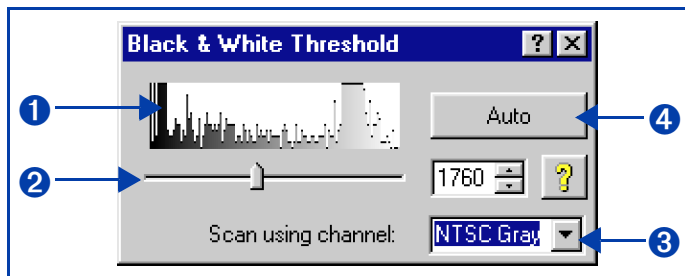 Black & White Threshold ? ×
1
Auto
4
2
1760
?
Scan using channel: NTSC Gray
3